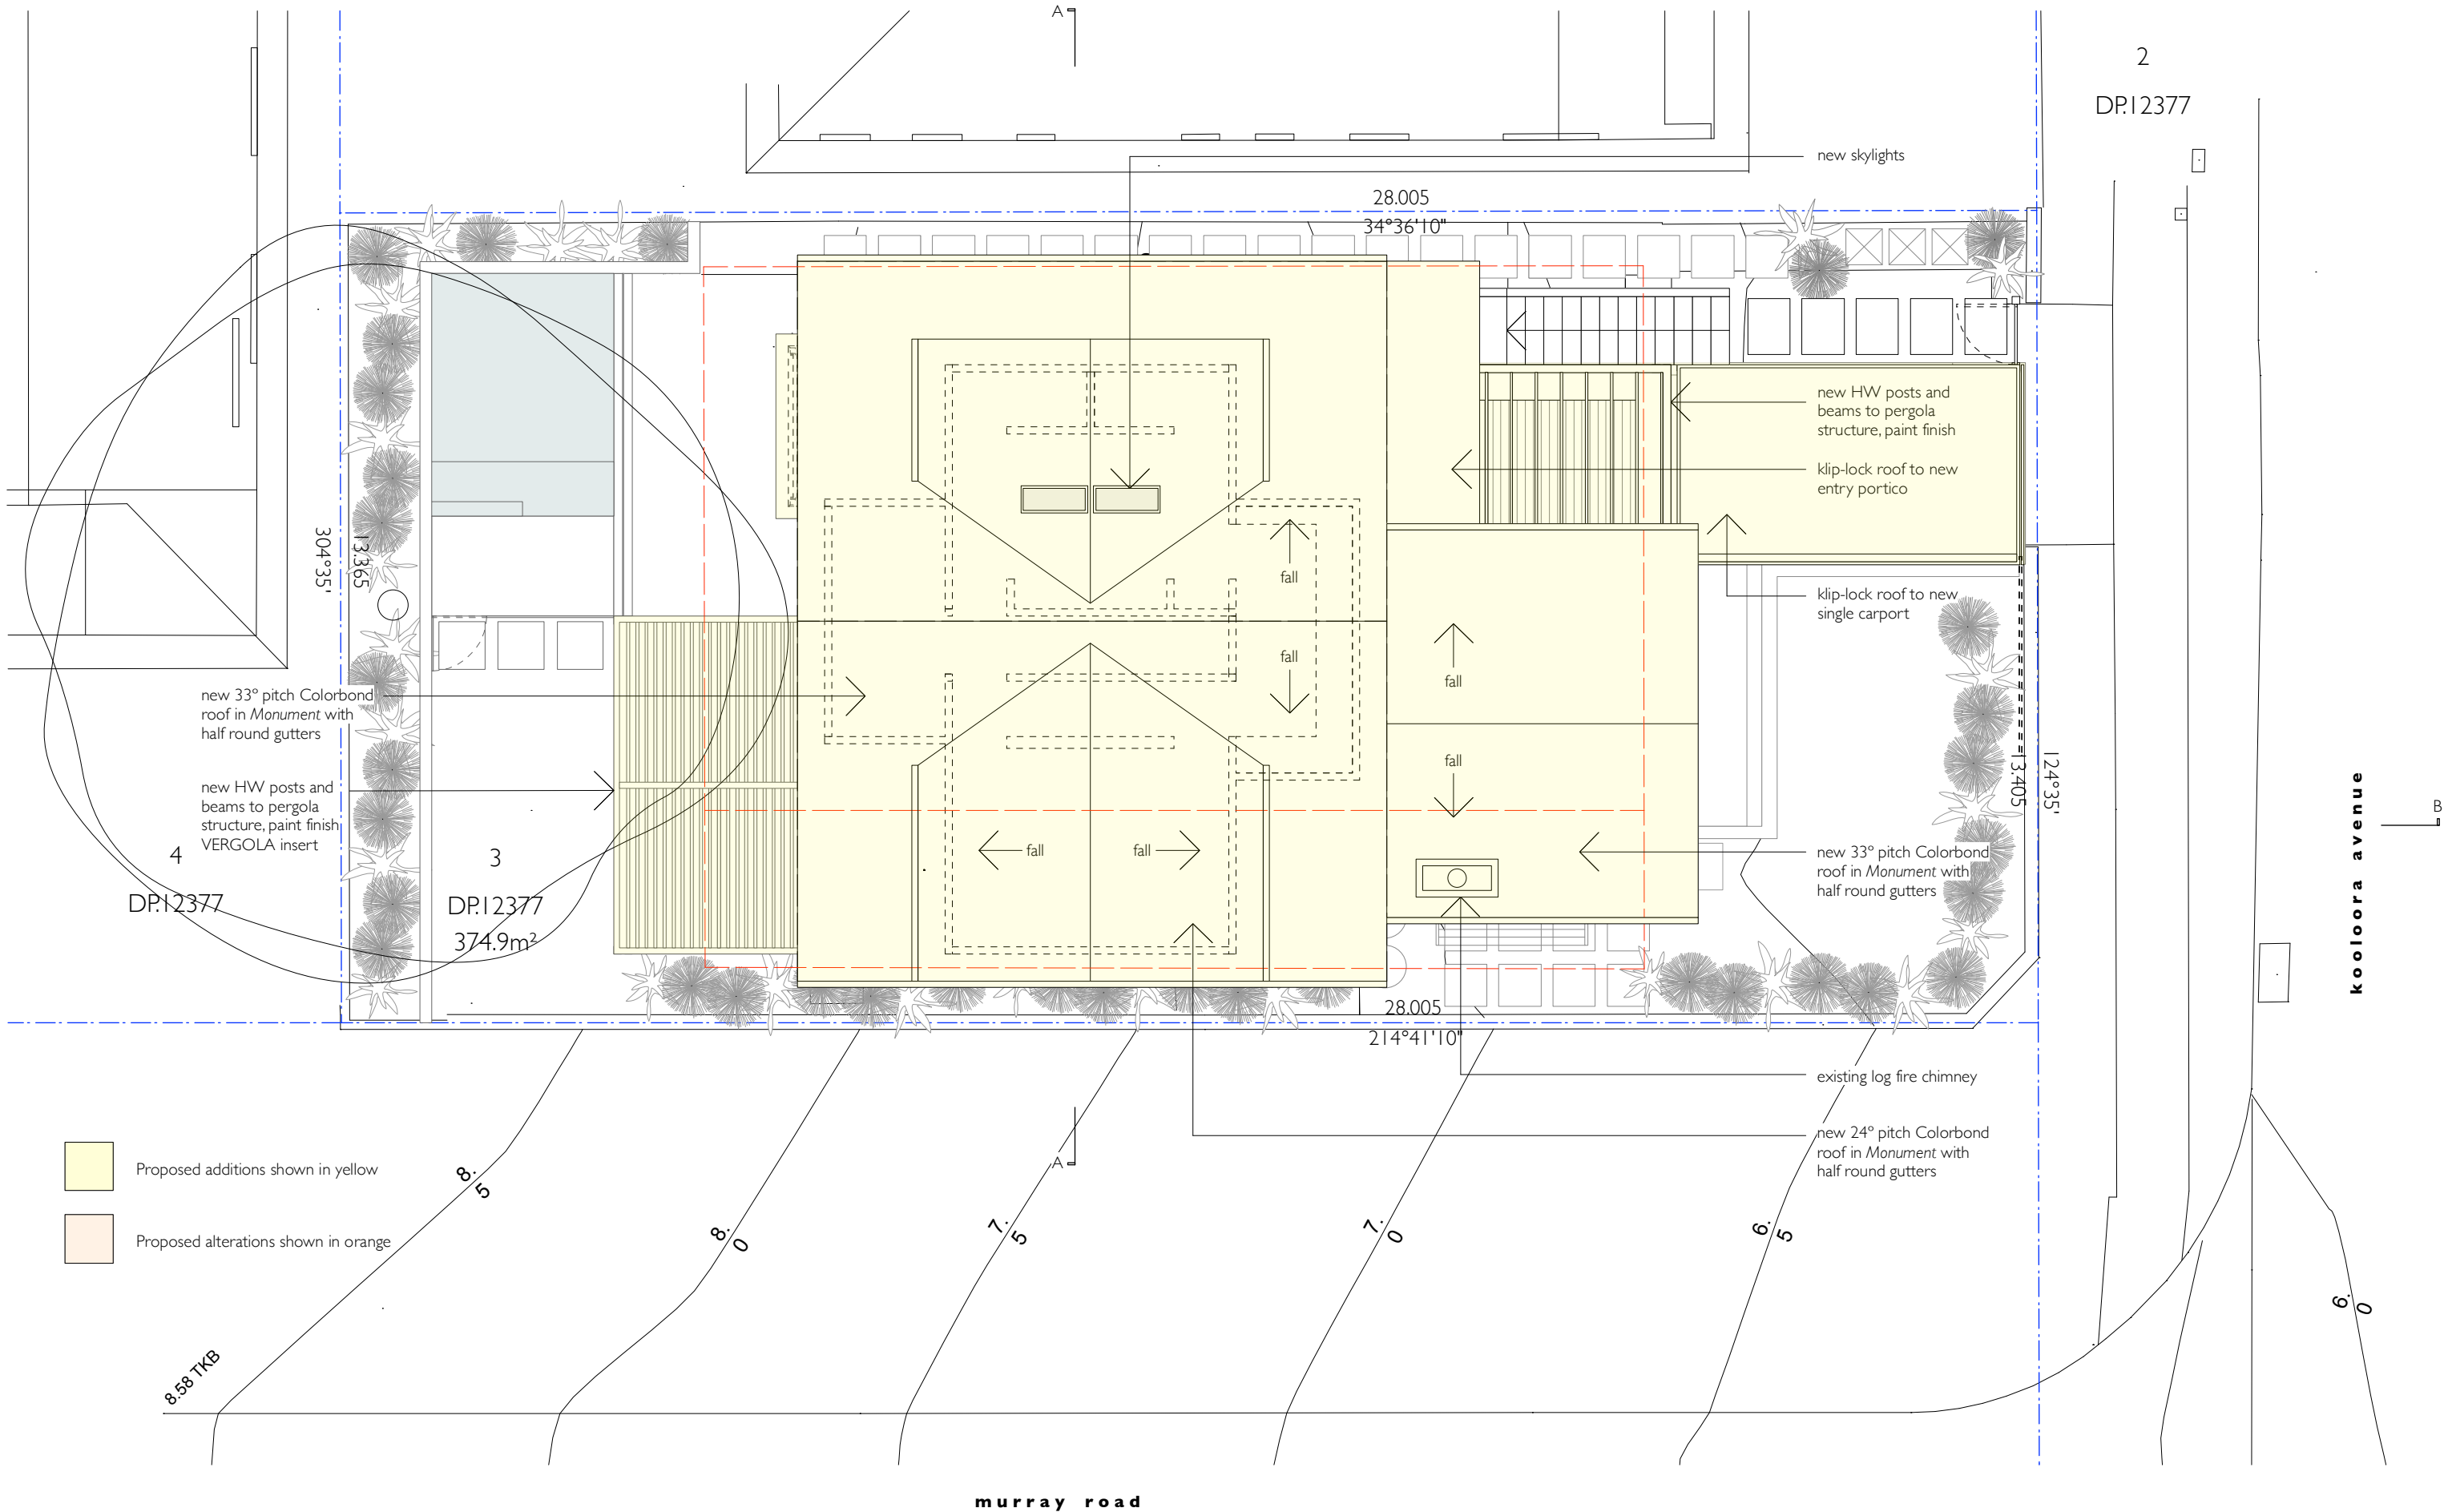 A
2
DP.12377
new skylights
28.005
34°36'10"
new HW posts and
beams to pergola
structure, paint finish
klip-lock roof to new
entry portico
304°35'
13.365
fall
klip-lock roof to new
single carport
fall
fall
new 33º pitch Colorbond
roof in Monument with
half round gutters
new HW posts and
beams to pergola
structure, paint finish
VERGOLA insert
fall
13.405
124°35'
koolooora avenue
B
4
DP.12377
3
DP.12377
374.9m²
fall
fall
new 33º pitch Colorbond
roof in Monument with
half round gutters
28.005
214°41'10"
existing log fire chimney
new 24º pitch Colorbond
roof in Monument with
half round gutters
A
Proposed additions shown in yellow
Proposed alterations shown in orange
8.
5
8.
0
7.
5
7.
0
6.
5
6.
0
8.58 TKB
murray road